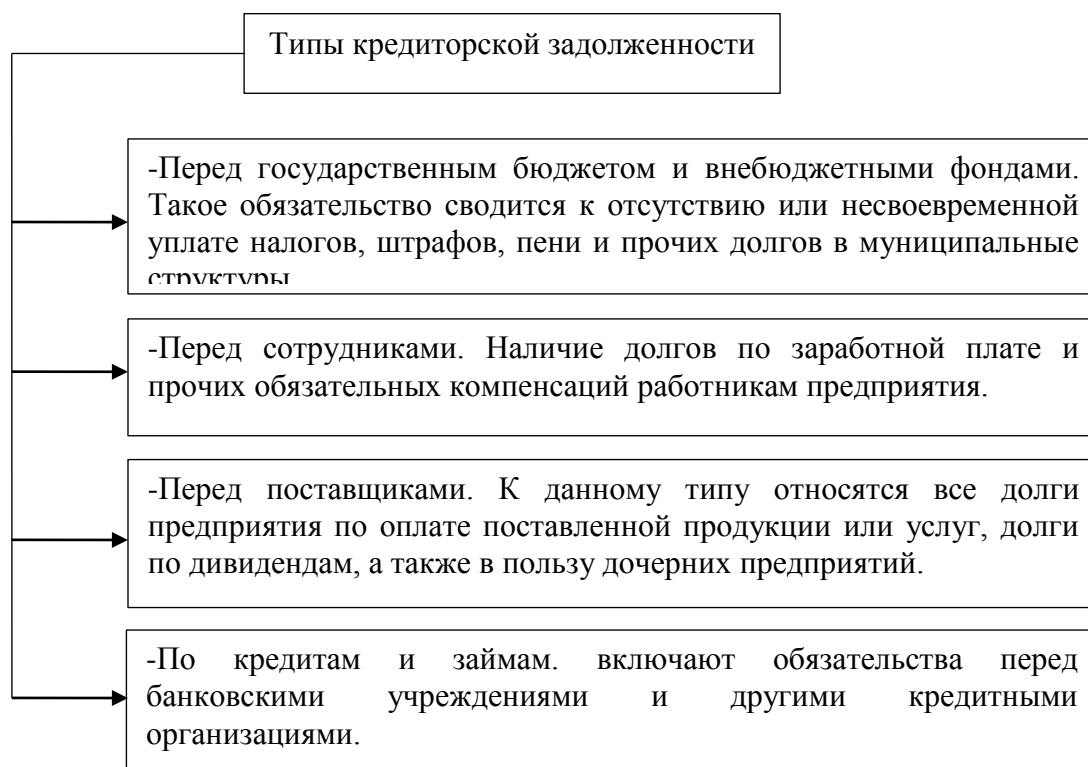 Типы кредиторской задолженности
-Перед государственным бюджетом и внебюджетными фондами.
Такое обязательство сводится к отсутствию или несвоевременной
уплате налогов, штрафов, пени и прочих долгов в муниципальные
структуры
-Перед сотрудниками. Наличие долгов по заработной плате и
прочих обязательных компенсаций работникам предприятия.
-Перед поставщиками. К данному типу относятся все долги
предприятия по оплате поставленной продукции или услуг, долги
по дивидендам, а также в пользу дочерних предприятий.
-По кредитам и займам. включают обязательства перед
банковскими учреждениями и другими кредитными
организациями.